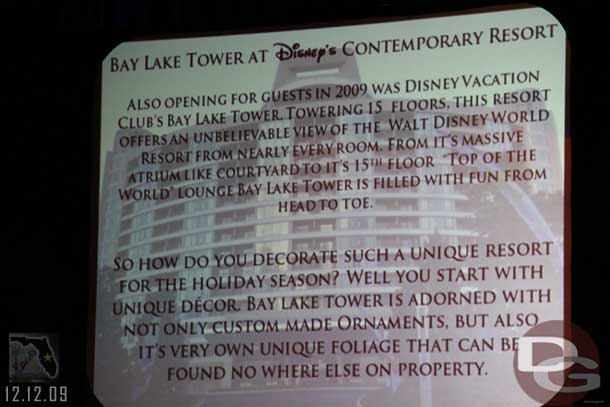 BAY LAKE TOWER AT Disney's CONTEMPORARY RESORT
ALSO OPENING FOR GUESTS IN 2009 WAS DISNEY VACATION
CLUB'S BAY LAKE TOWER. TOWERING 15 FLOORS, THIS RESORT
OFFERS AN UNBELIEVABLE VIEW OF THE WALT DISNEY WORLD
RESORT FROM NEARLY EVERY ROOM. FROM IT'S MASSIVE
ATRIUM LIKE COURTYARD TO IT'S 15TH FLOOR "TOP OF THE
WORLD" LOUNGE BAY LAKE TOWER IS FILLED WITH FUN FROM
HEAD TO TOE.
SO HOW DO YOU DECORATE SUCH A UNIQUE RESORT
FOR THE HOLIDAY SEASON? WELL YOU START WITH
UNIQUE DÉCOR. BAY LAKE TOWER IS ADORNED WITH
NOT ONLY CUSTOM MADE ORNAMENTS, BUT ALSO
IT'S VERY OWN UNIQUE FOLIAGE THAT CAN BE
FOUND NO WHERE ELSE ON PROPERTY.
12.12.09
DG